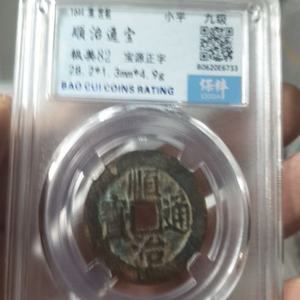 小平 九级
順治通宝
极美82 宝源正字
28.2*1.3mm*4.9g
BAO CUI COINS RATING
保粹
順治通寳